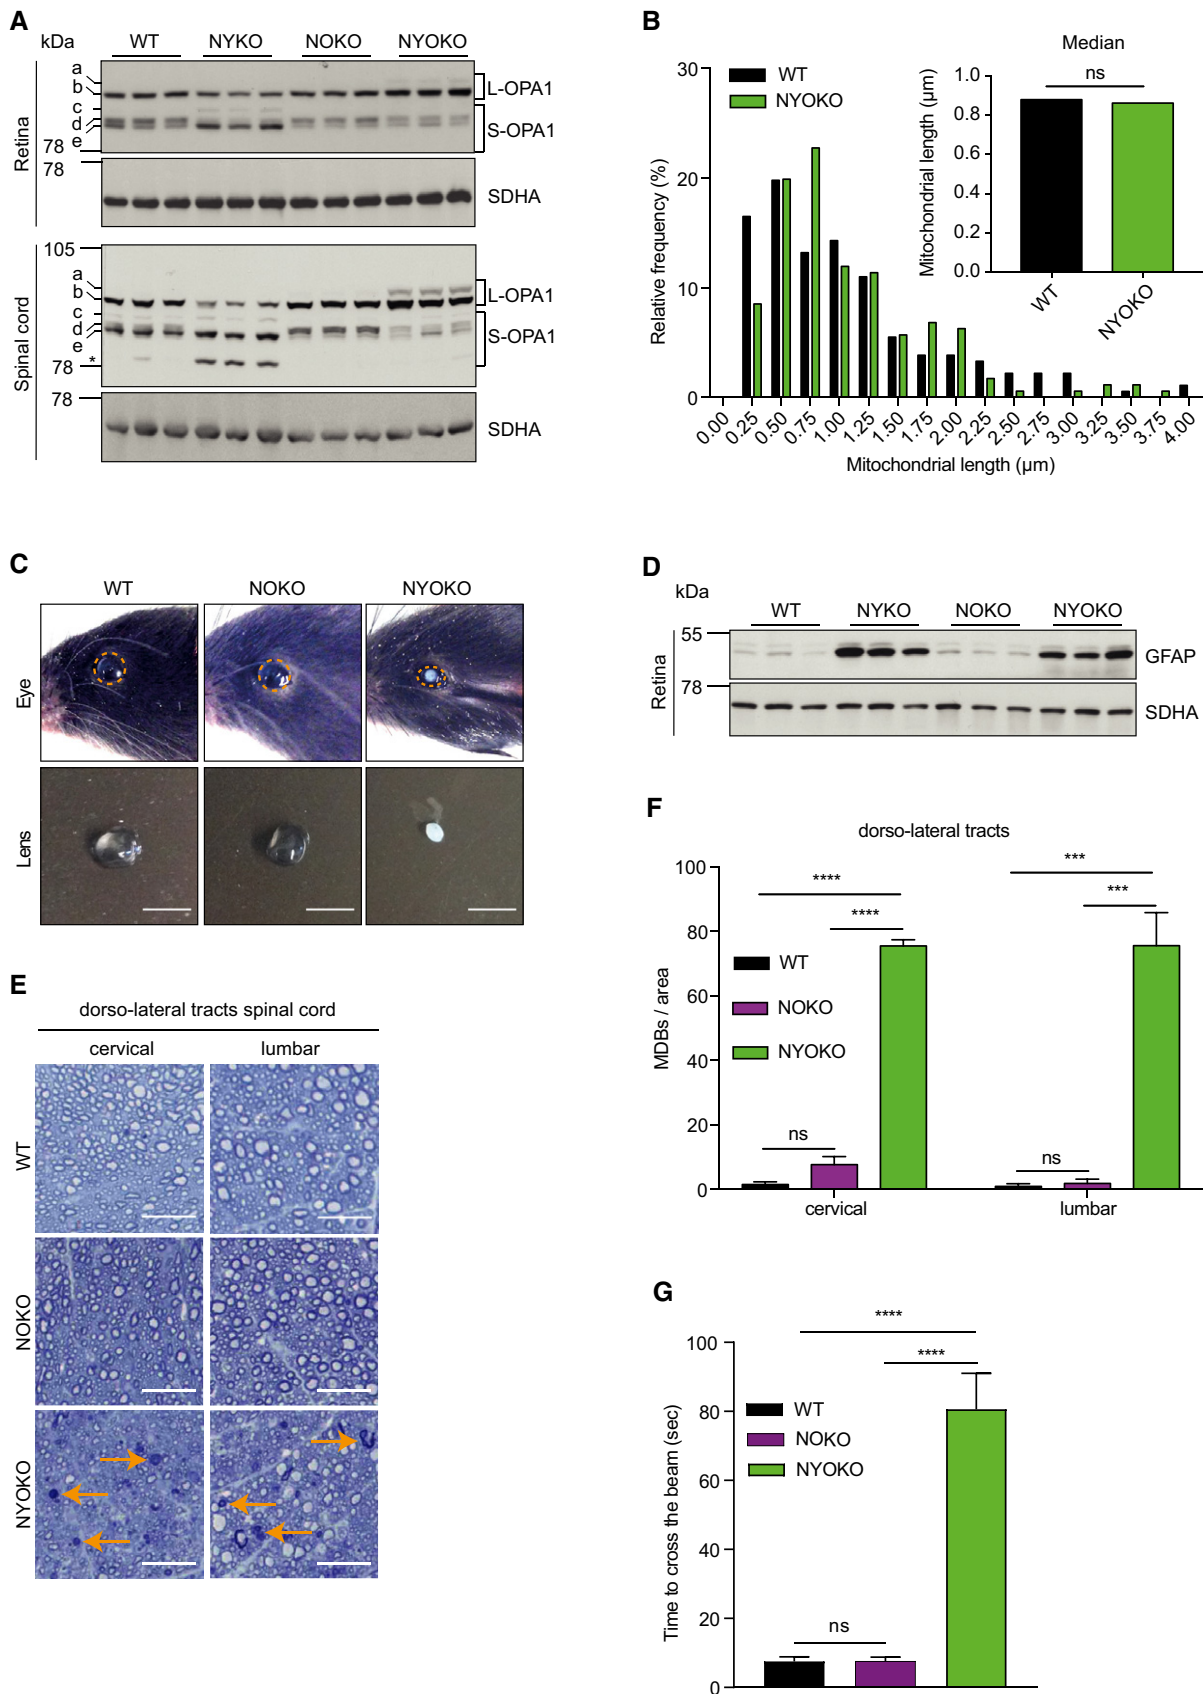 A
kDa
WT
NYKO
NOKO
NYOKO
Retina
a
b
c
d
e
78
L-OPA1
S-OPA1
78
SDHA
Spinal cord
105
a
b
c
d
e
*
78
L-OPA1
S-OPA1
78
SDHA
B
Relative frequency (%)
30
20
10
0
WT
NYOKO
0.00
0.25
0.50
0.75
1.00
1.25
1.50
1.75
2.00
2.25
2.50
2.75
3.00
3.25
3.50
3.75
4.00
Mitochondrial length (µm)
Median
ns
Mitochondrial length (µm)
1.0
0.8
0.6
0.4
0.2
0.0
WT
NYOKO
C
WT
NOKO
NYOKO
Eye
Lens
D
kDa
WT
NYKO
NOKO
NYOKO
Retina
55
GFAP
78
SDHA
E
dorso-lateral tracts spinal cord
cervical
lumbar
WT
NOKO
NYOKO
F
dorso-lateral tracts
MDBs / area
100
80
60
40
20
0
WT
NOKO
NYOKO
****
****
ns
***
***
ns
cervical
lumbar
G
Time to cross the beam (sec)
100
80
60
40
20
0
WT
NOKO
NYOKO
****
****
ns